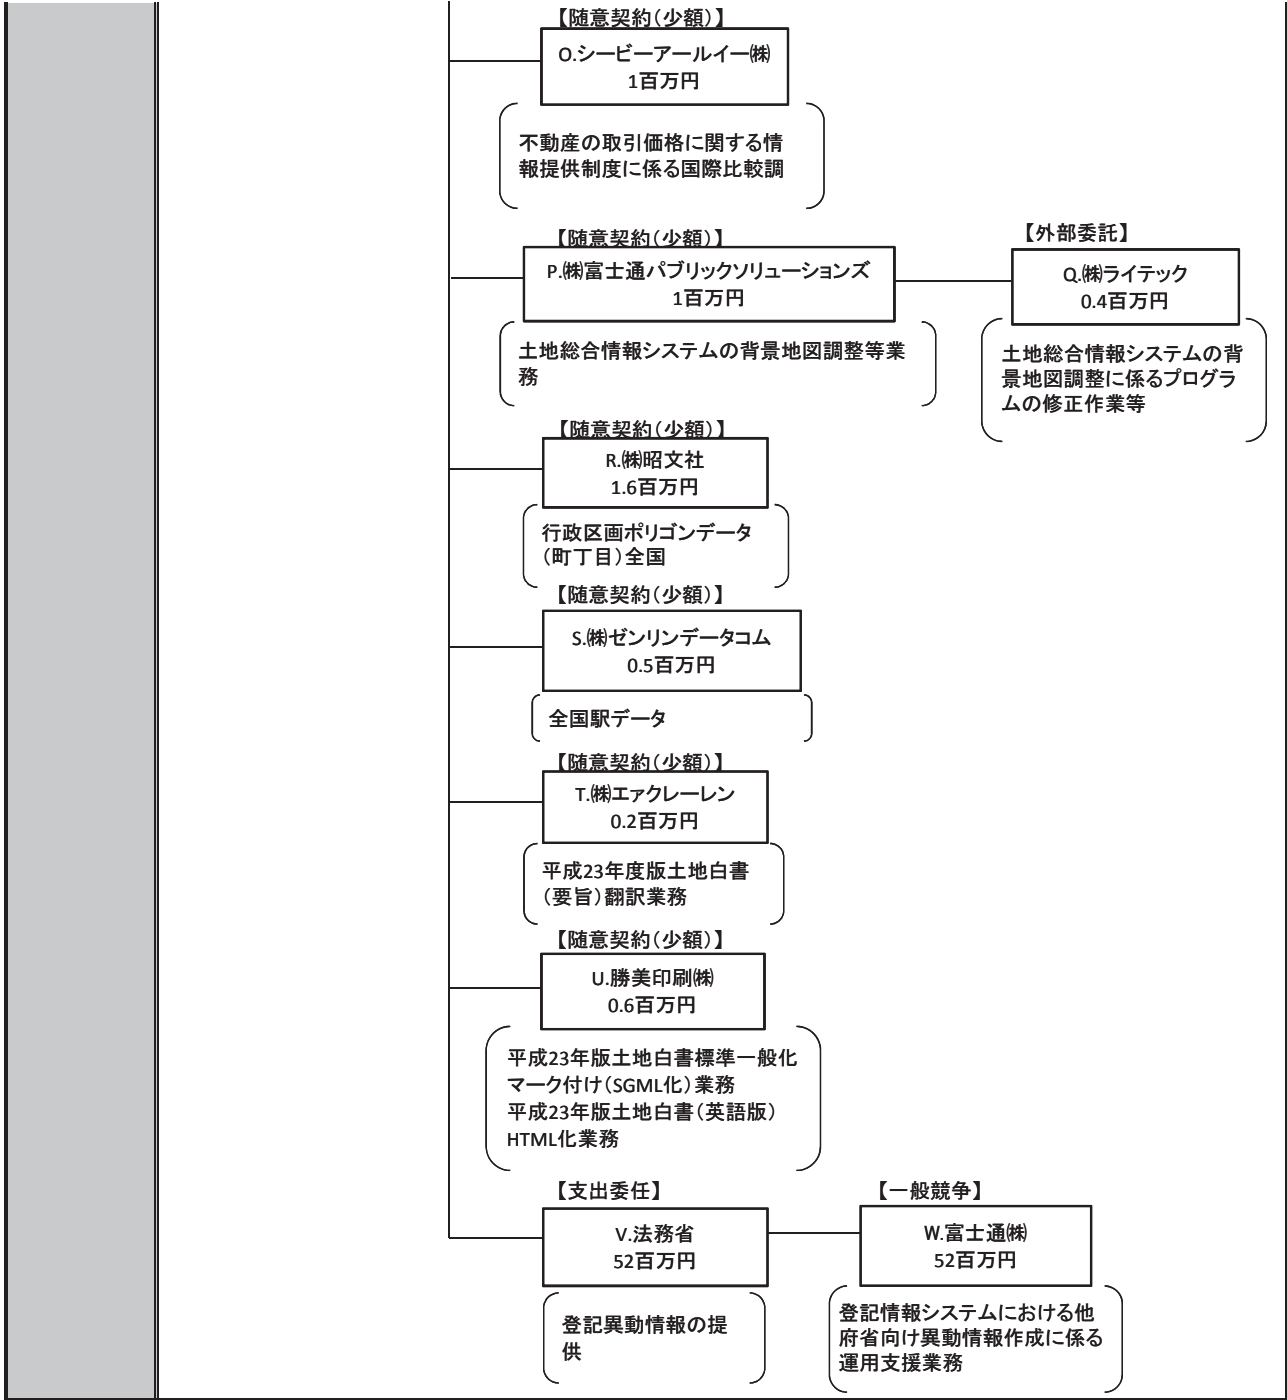 【随意契約（少額）】
O.シービーアールイー㈱
1百万円
不動産の取引価格に関する情
報提供制度に係る国際比較調
【随意契約（少額）】
P.㈱富士通パブリックソリューションズ
1百万円
土地総合情報システムの背景地図調整等業
務
【外部委託】
Q.㈱ライテック
0.4百万円
土地総合情報システムの背
景地図調整に係るプログラ
ムの修正作業等
【随意契約（少額）】
R.㈱昭文社
1.6百万円
行政区画ポリゴンデータ
（町丁目）全国
【随意契約（少額）】
S.㈱ゼンリンデータコム
0.5百万円
全国駅データ
【随意契約（少額）】
T.㈱エァクレーレン
0.2百万円
平成23年度版土地白書
（要旨）翻訳業務
【随意契約（少額）】
U.勝美印刷㈱
0.6百万円
平成23年版土地白書標準一般化
マーク付け（SGML化）業務
平成23年版土地白書（英語版）
HTML化業務
【支出委任】
V.法務省
52百万円
登記異動情報の提
供
【一般競争】
W.富士通㈱
52百万円
登記情報システムにおける他
府省向け異動情報作成に係る
運用支援業務